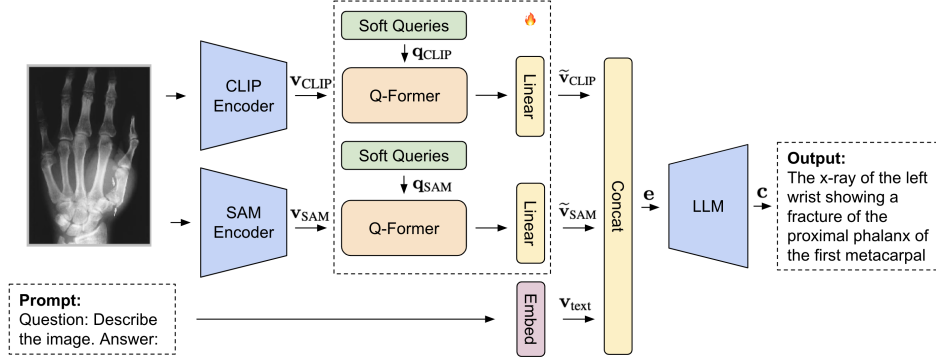 Soft Queries
q_CLIP
CLIP
Encoder
v_CLIP
Q-Former
Linear
ṽ_CLIP
Soft Queries
q_SAM
SAM
Encoder
v_SAM
Q-Former
Linear
ṽ_SAM
Prompt:
Question: Describe
the image. Answer:
Embed
v_text
Concat
e
LLM
c
Output:
The x-ray of the left
wrist showing a
fracture of the
proximal phalanx of
the first metacarpal